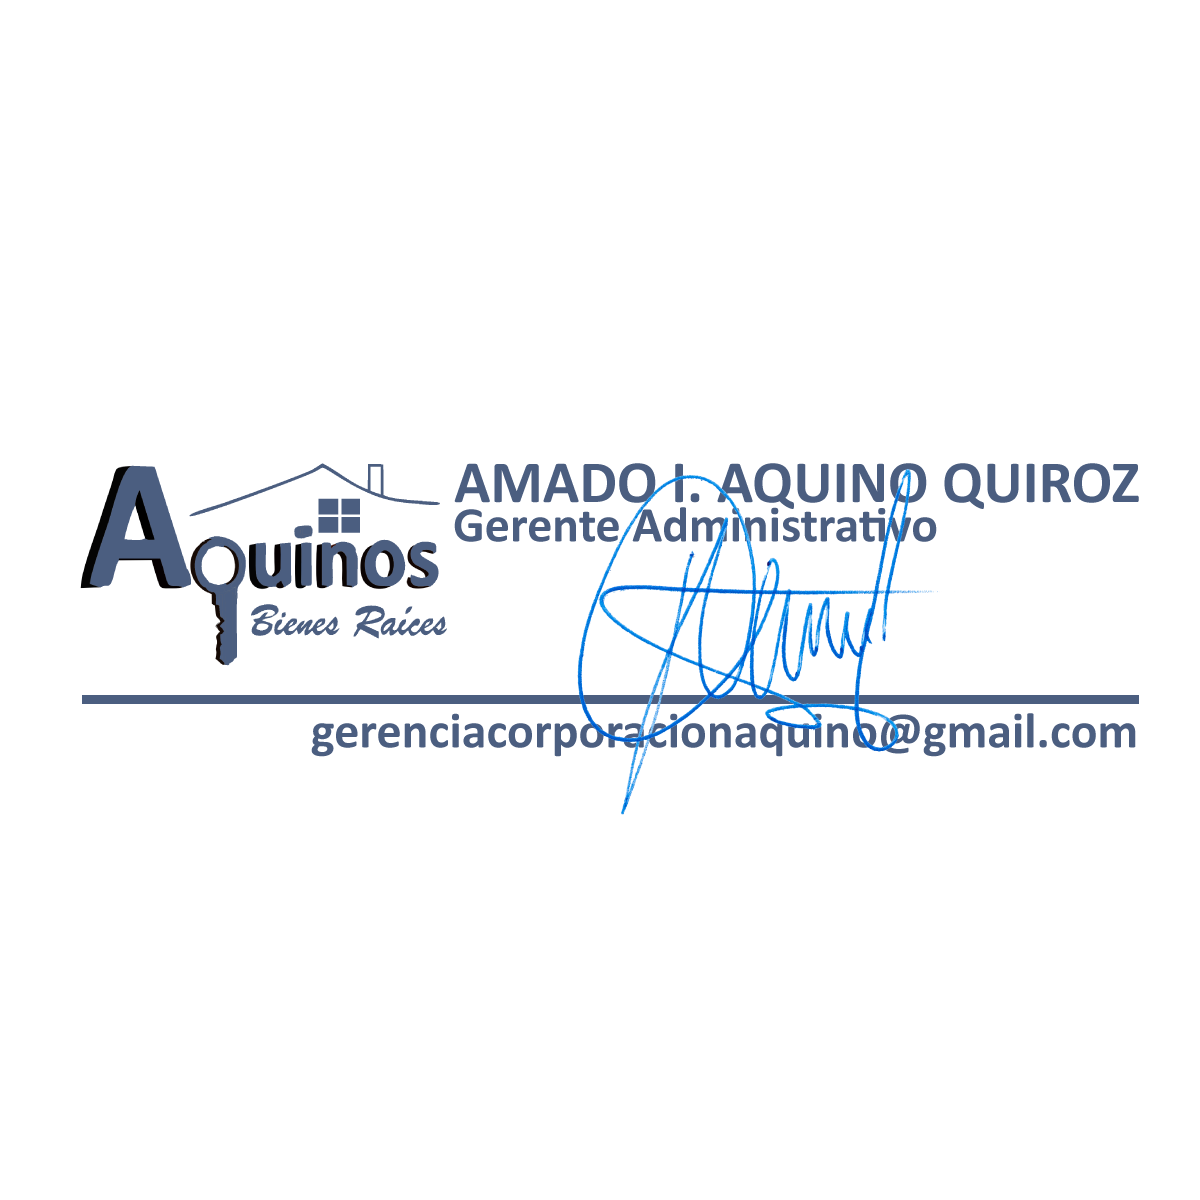 Aquinos
Bienes Raíces
AMADO I. AQUINO QUIROZ
Gerente Administrativo
gerenciacorporacionaquino@gmail.com